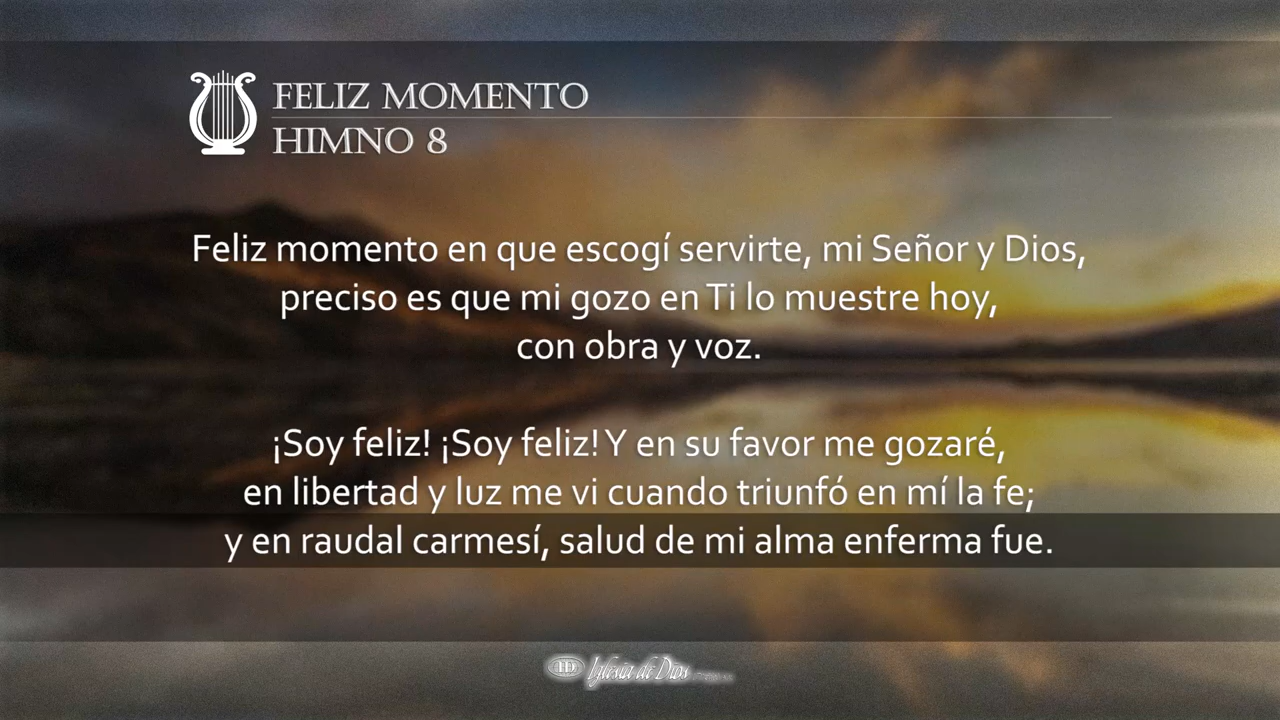 FELIZ MOMENTO
HIMNO 8
Feliz momento en que escogí servirte, mi Señor y Dios,
preciso es que mi gozo en Ti lo muestre hoy,
con obra y voz.
¡Soy feliz! ¡Soy feliz! Y en su favor me gozaré,
en libertad y luz me vi cuando triunfó en mí la fe;
y en raudal carmesí, salud de mi alma enferma fue.
Iglesia de Dios